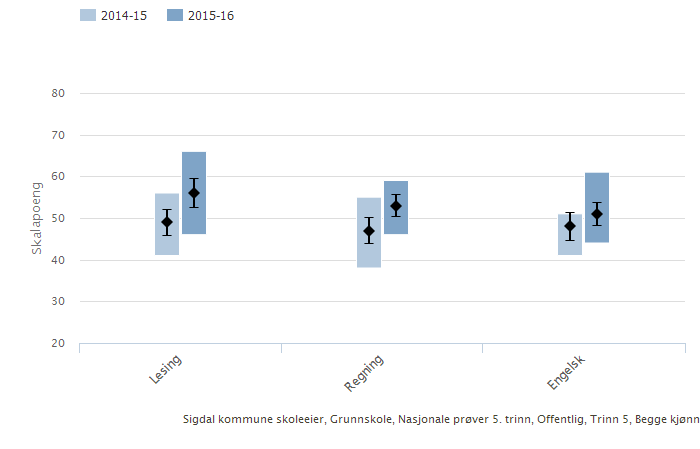 2014-15 2015-16
80
70
60
50
40
30
20
Skalapoeng
Lesing Regning Engelsk
Sigdal kommune skoleeier, Grunnskole, Nasjonale prøver 5. trinn, Offentlig, Trinn 5, Begge kjønn